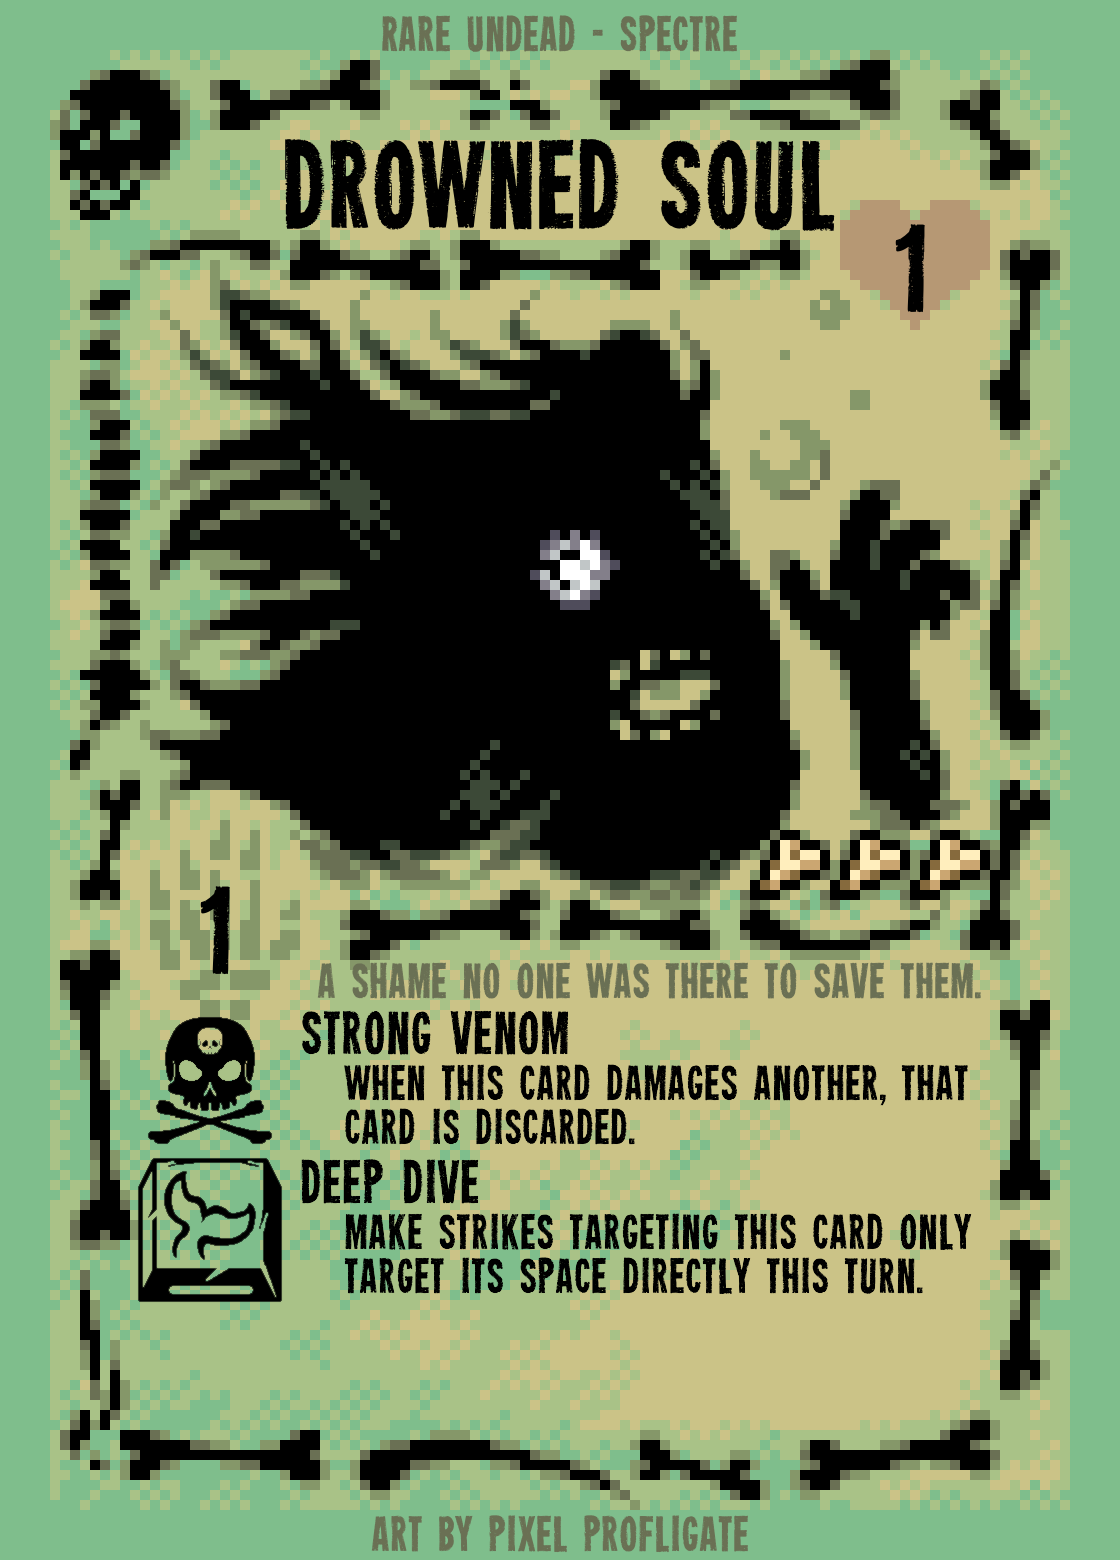 RARE UNDEAD - SPECTRE
DROWNED SOUL
1
1
A SHAME NO ONE WAS THERE TO SAVE THEM.
STRONG VENOM
WHEN THIS CARD DAMAGES ANOTHER, THAT
CARD IS DISCARDED.
DEEP DIVE
MAKE STRIKES TARGETING THIS CARD ONLY
TARGET ITS SPACE DIRECTLY THIS TURN.
ART BY PIXEL PROFLIGATE